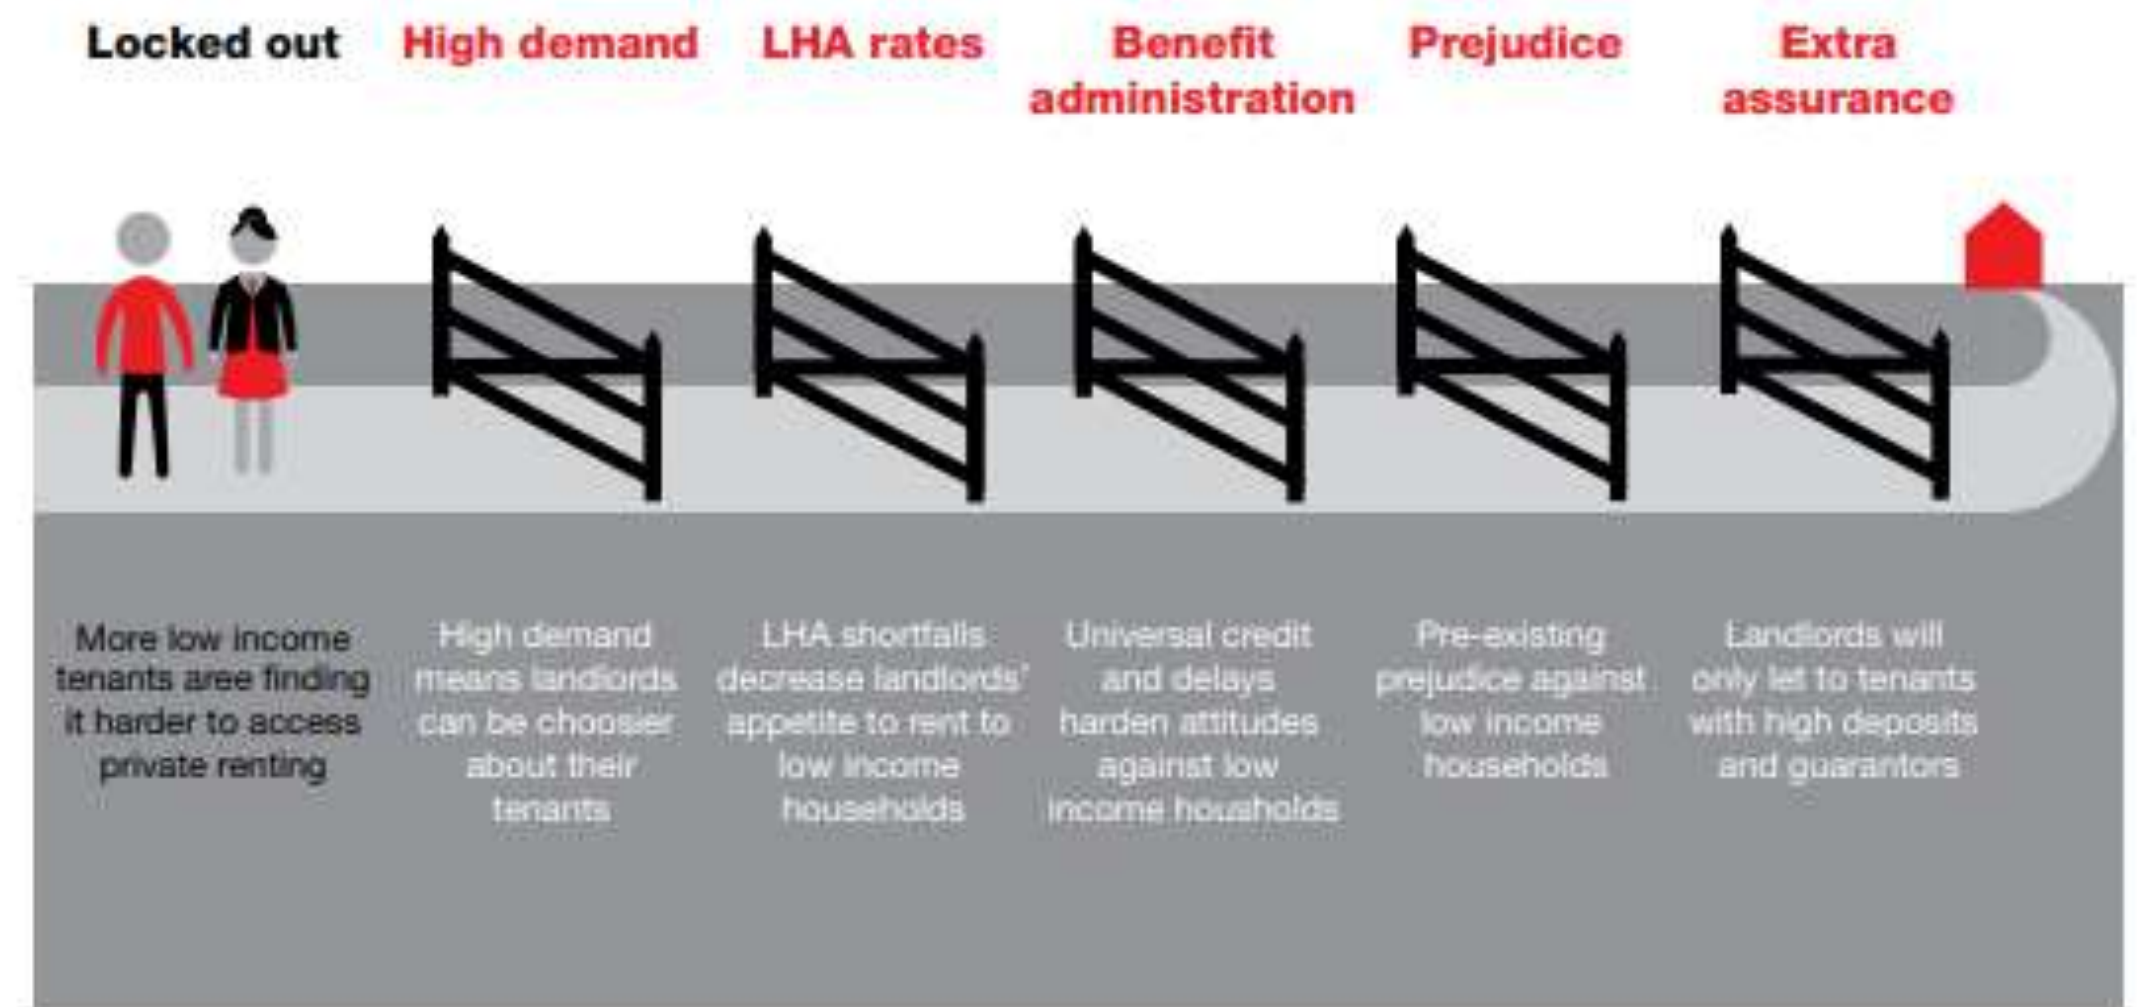 Locked out
High demand
LHA rates
Benefit
administration
Prejudice
Extra
assurance
More low income
tenants aree finding
it harder to access
private renting
High demand
means landlords
can be choosier
about their
tenants
LHA shortfalls
decrease landlords'
appetite to rent to
low income
households
Universal credit
and delays
harden attitudes
against low
income housholds
Pre-existing
prejudice against
low income
households
Landlords will
only let to tenants
with high deposits
and guarantors